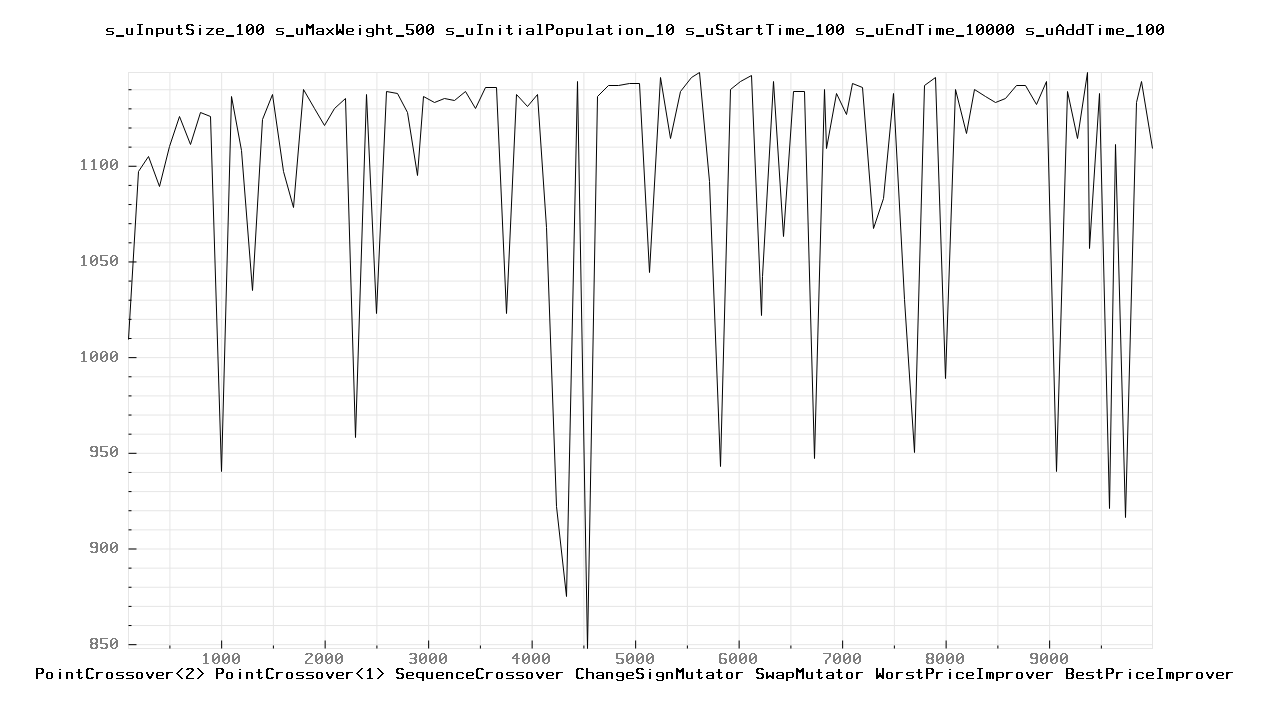 s_uInputSize_100 s_uMaxWeight_500 s_uInitialPopulation_10 s_uStartTime_100 s_uEndTime_10000 s_uAddTime_100
1100
1050
1000
950
900
850
1000 2000 3000 4000 5000 6000 7000 8000 9000
PointCrossover<2> PointCrossover<1> SequenceCrossover ChangeSignMutator SwapMutator WorstPriceImprover BestPriceImprover